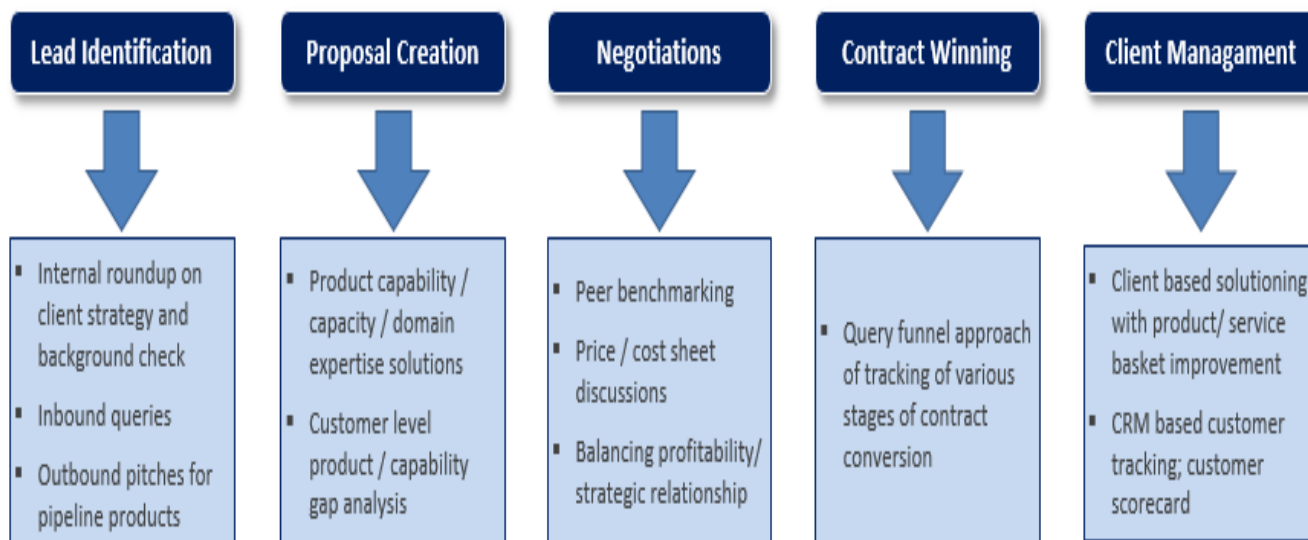 Lead Identification
Proposal Creation
Negotiations
Contract Winning
Client Managament
▪ Internal roundup on
client strategy and
background check
▪ Inbound queries
▪ Outbound pitches for
pipeline products
▪ Product capability /
capacity / domain
expertise solutions
▪ Customer level
product / capability
gap analysis
▪ Peer benchmarking
▪ Price / cost sheet
discussions
▪ Balancing profitability/
strategic relationship
▪ Query funnel approach
of tracking of various
stages of contract
conversion
▪ Client based solutioning
with product/ service
basket improvement
▪ CRM based customer
tracking; customer
scorecard